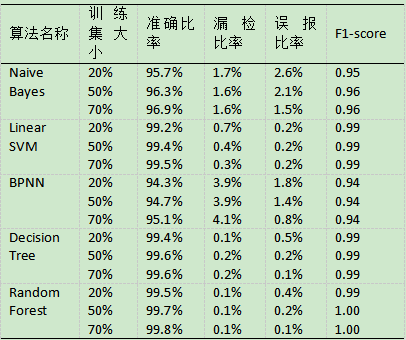 算法名称 训练集大小 准确比率 漏检比率 误报比率 F1-score
Naive 20% 95.7% 1.7% 2.6% 0.95
Bayes 50% 96.3% 1.6% 2.1% 0.96
70% 96.9% 1.6% 1.5% 0.96
Linear 20% 99.2% 0.7% 0.2% 0.99
SVM 50% 99.4% 0.4% 0.2% 0.99
70% 99.5% 0.3% 0.2% 0.99
BPNN 20% 94.3% 3.9% 1.8% 0.94
50% 94.7% 3.9% 1.4% 0.94
70% 95.1% 4.1% 0.8% 0.94
Decision 20% 99.4% 0.1% 0.5% 0.99
Tree 50% 99.6% 0.2% 0.2% 0.99
70% 99.6% 0.2% 0.1% 0.99
Random 20% 99.5% 0.1% 0.4% 0.99
Forest 50% 99.7% 0.1% 0.2% 1.00
70% 99.8% 0.1% 0.1% 1.00